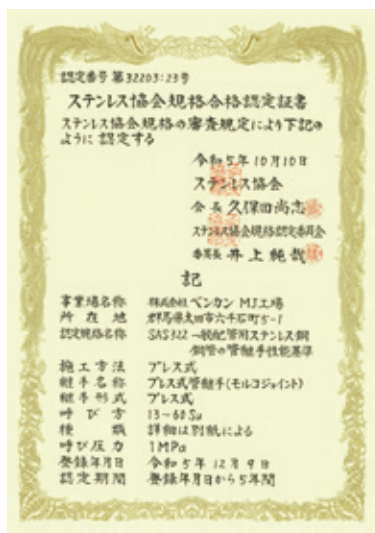 認定番号 第32203:23号
ステンレス協会規格合格認定証書
ステンレス協会規格の審査規定により下記の
ように認定する
令和5年10月10日
ステンレス協会
会長 久保田尚志
ステンレス協会規格認定委員会
委員長 井上純哉
記
事業場名称 株式会社ベンカン MJ工場
所在地 群馬県太田市六千石町5-1
認定規格名称 SAS322 一般配管用ステンレス鋼
鋼管の管継手性能基準
施工方法 プレス式
継手名称 プレス式管継手(モルコジョイント)
継手形式 プレス式
呼び方 13~60Su
種類 詳細は別紙による
呼び圧力 1MPa
登録年月日 令和5年12月9日
認定期間 登録年月日から5年間